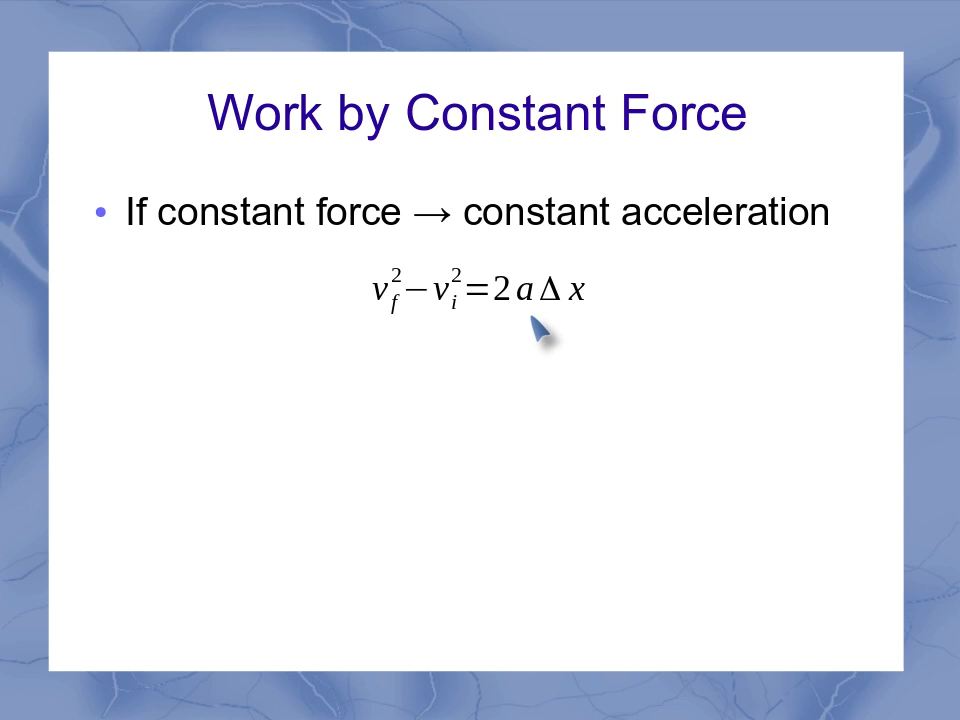 Work by Constant Force
• If constant force → constant acceleration
v_f^2 − v_i^2 = 2 a Δ x